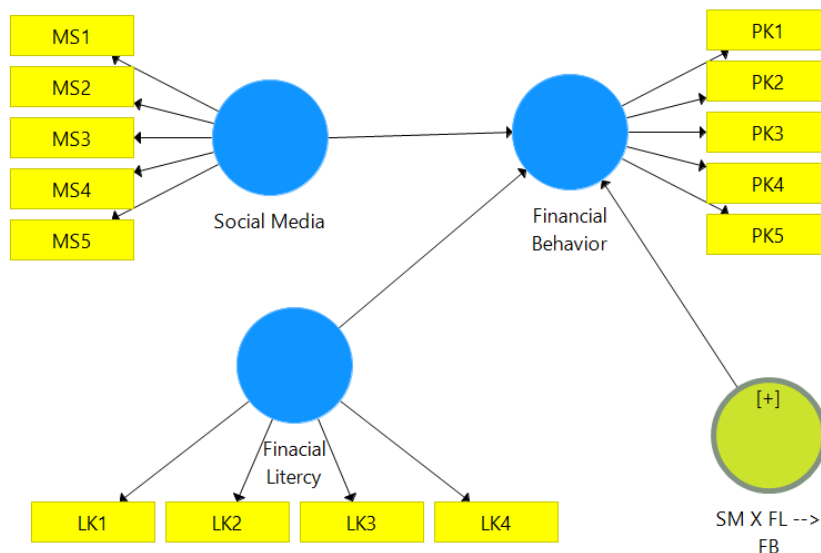 MS1
MS2
MS3
MS4
MS5
Social Media
PK1
PK2
PK3
PK4
PK5
Financial
Behavior
Finacial
Litercy
LK1
LK2
LK3
LK4
[+]
SM X FL -->
FB